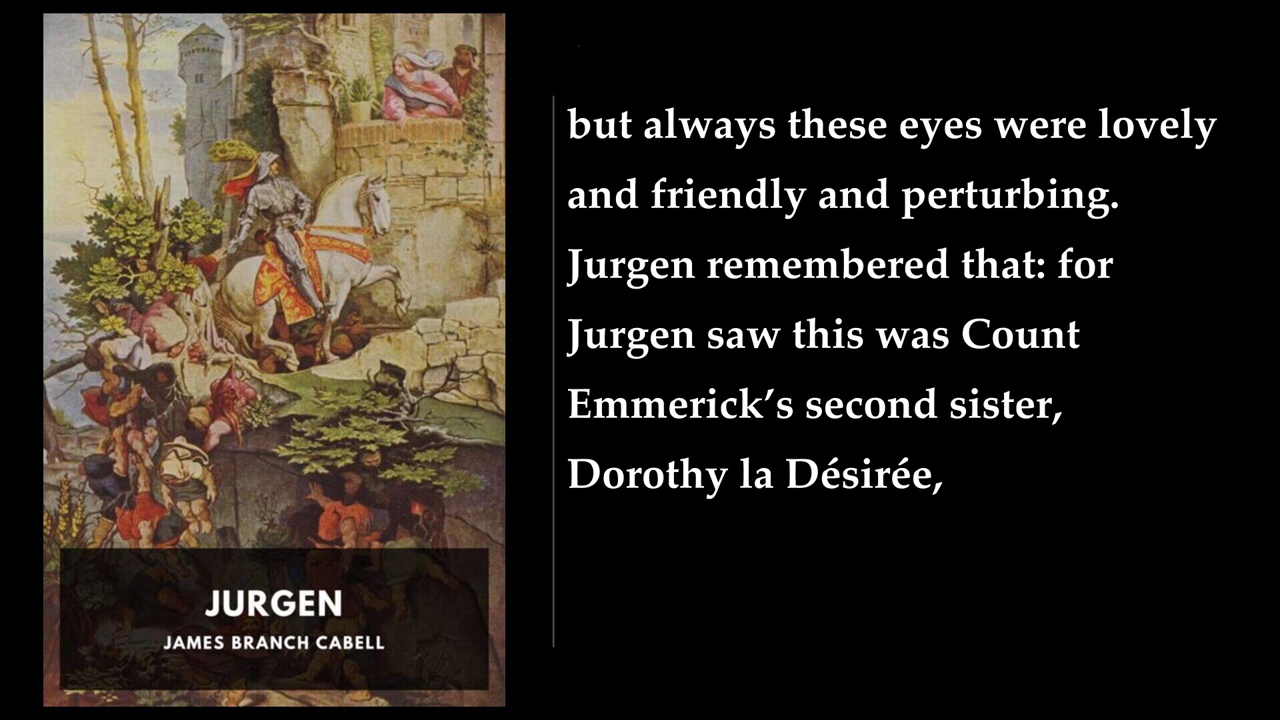 JURGEN
JAMES BRANCH CABELL
but always these eyes were lovely
and friendly and perturbing.
Jurgen remembered that: for
Jurgen saw this was Count
Emmerick’s second sister,
Dorothy la Désirée,